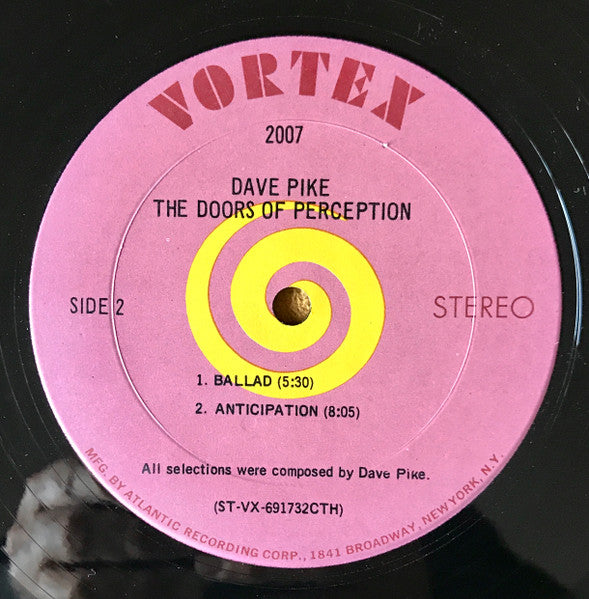 VORTEX
2007
DAVE PIKE
THE DOORS OF PERCEPTION
SIDE 2
STEREO
1. BALLAD (5:30)
2. ANTICIPATION (8:05)
All selections were composed by Dave Pike.
(ST-VX-691732CTH)
MFG. BY ATLANTIC RECORDING CORP., 1841 BROADWAY, NEW YORK, N.Y.